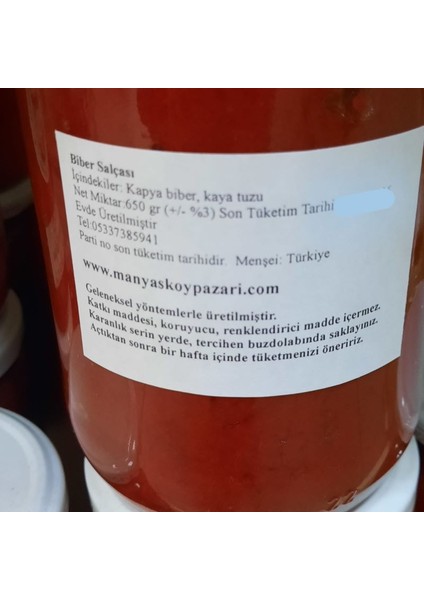 Biber Salçası
İçindekiler: Kapya biber, kaya tuzu
Net Miktar:650 gr (+/- %3) Son Tüketim Tarihi
Evde Üretilmiştir
Tel:05337385941
Parti no son tüketim tarihidir. Menşei: Türkiye
www.manyaskoypazari.com
Geleneksel yöntemlerle üretilmiştir.
Katkı maddesi, koruyucu, renklendirici madde içermez.
Karanlık serin yerde, tercihen buzdolabında saklayınız.
Açtıktan sonra bir hafta içinde tüketmenizi öneririz.